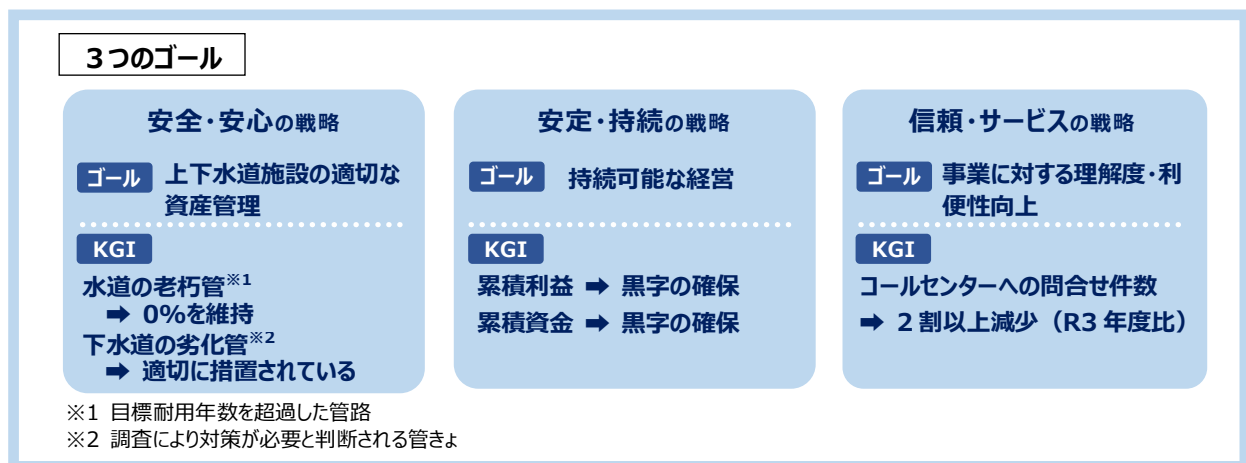 3つのゴール
安全・安心の戦略
ゴール 上下水道施設の適切な
資産管理
KGI
水道の老朽管※1
➡ 0%を維持
下水道の劣化管※2
➡ 適切に措置されている
安定・持続の戦略
ゴール 持続可能な経営
KGI
累積利益 ➡ 黒字の確保
累積資金 ➡ 黒字の確保
信頼・サービスの戦略
ゴール 事業に対する理解度・利
便性向上
KGI
コールセンターへの問合せ件数
➡ 2割以上減少（R3年度比）
※1 目標耐用年数を超過した管路
※2 調査により対策が必要と判断される管きょ